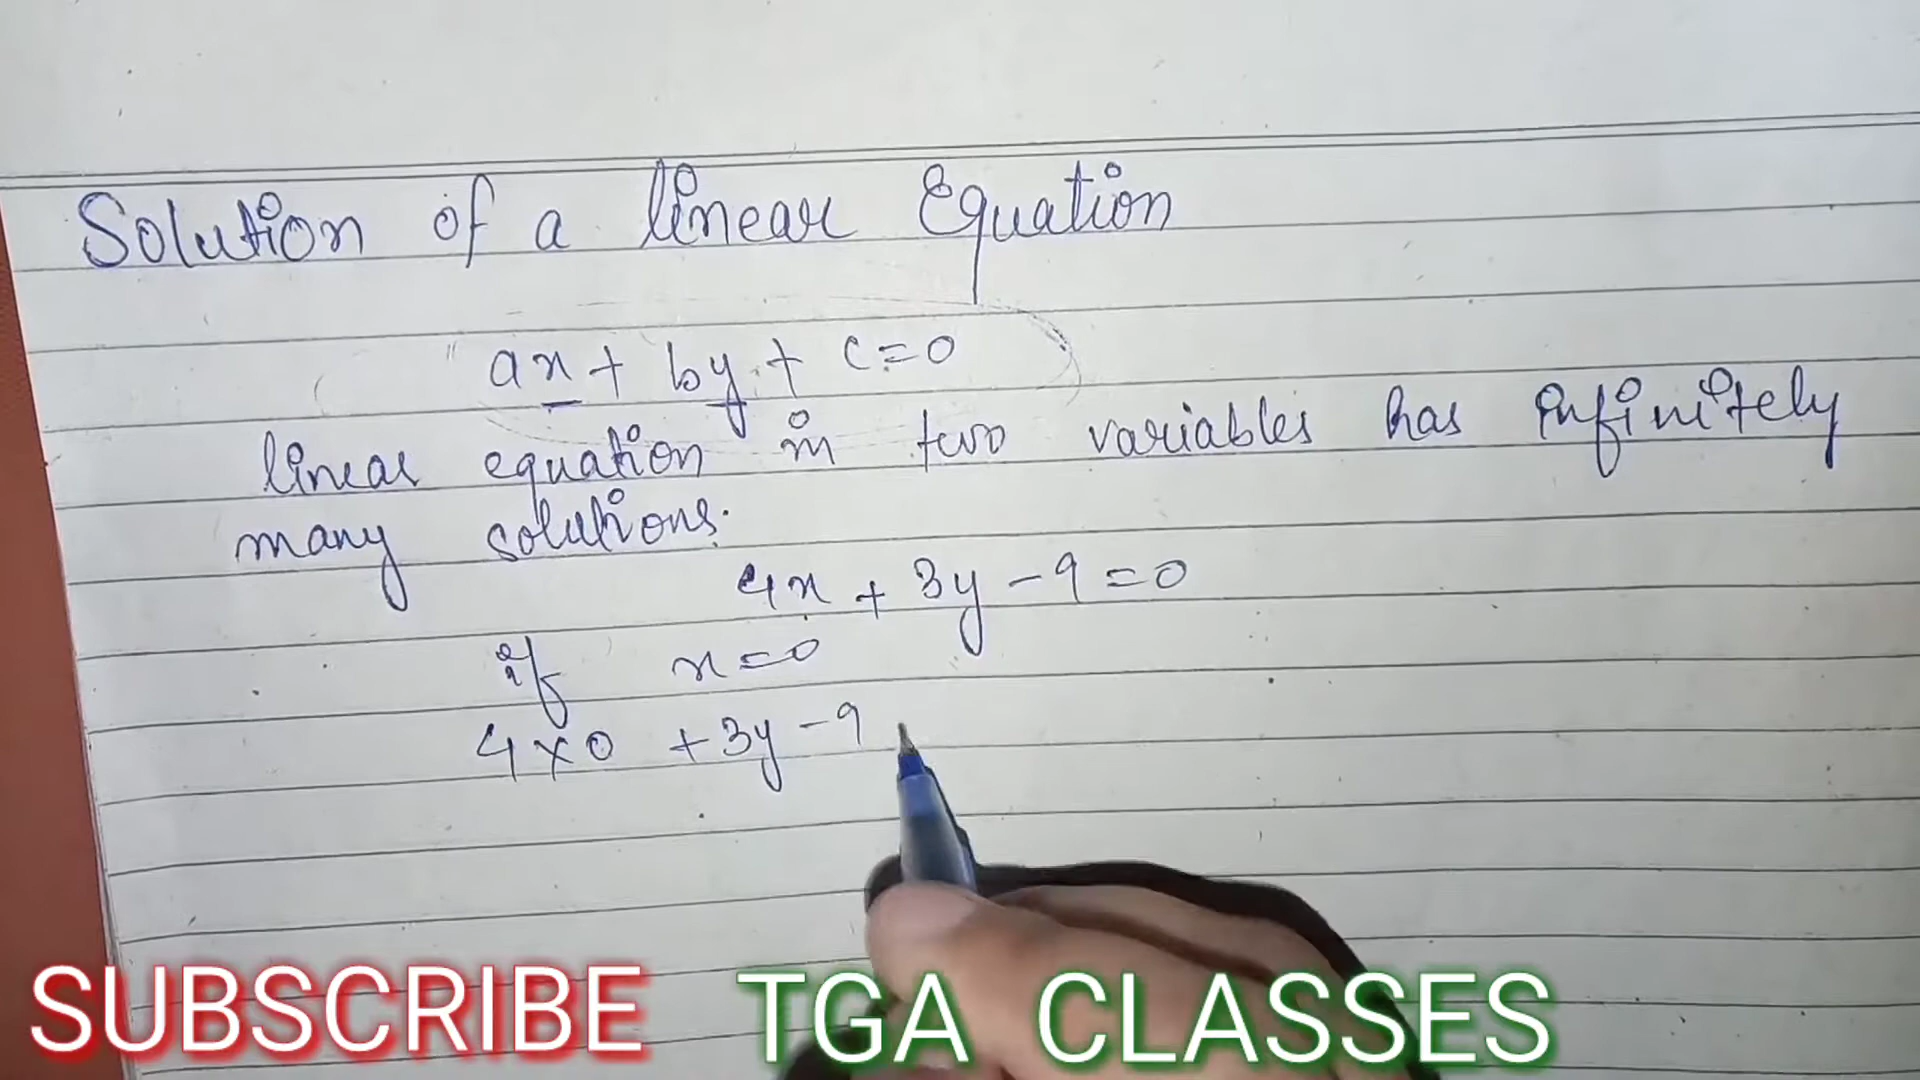 Solution of a linear Equation
ax + by + c = 0
linear equation in two variables has infinitely
many solutions.
4x + 3y - 9 = 0
if x = 0
4 × 0 + 3y - 9
SUBSCRIBE TGA CLASSES